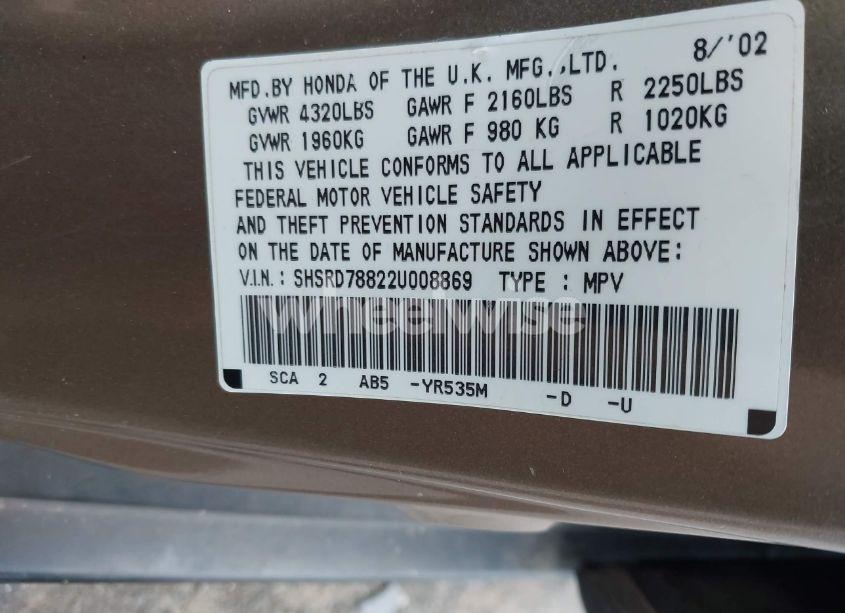 MFD.BY HONDA OF THE U.K. MFG.,LTD. 8/'02
GVWR 4320LBS GAWR F 2160LBS R 2250LBS
GVWR 1960KG GAWR F 980 KG R 1020KG
THIS VEHICLE CONFORMS TO ALL APPLICABLE
FEDERAL MOTOR VEHICLE SAFETY
AND THEFT PREVENTION STANDARDS IN EFFECT
ON THE DATE OF MANUFACTURE SHOWN ABOVE:
V.I.N.: SHSRD78822U008869 TYPE : MPV
Wheelwise
SCA 2 AB5 -YR535M -D -U